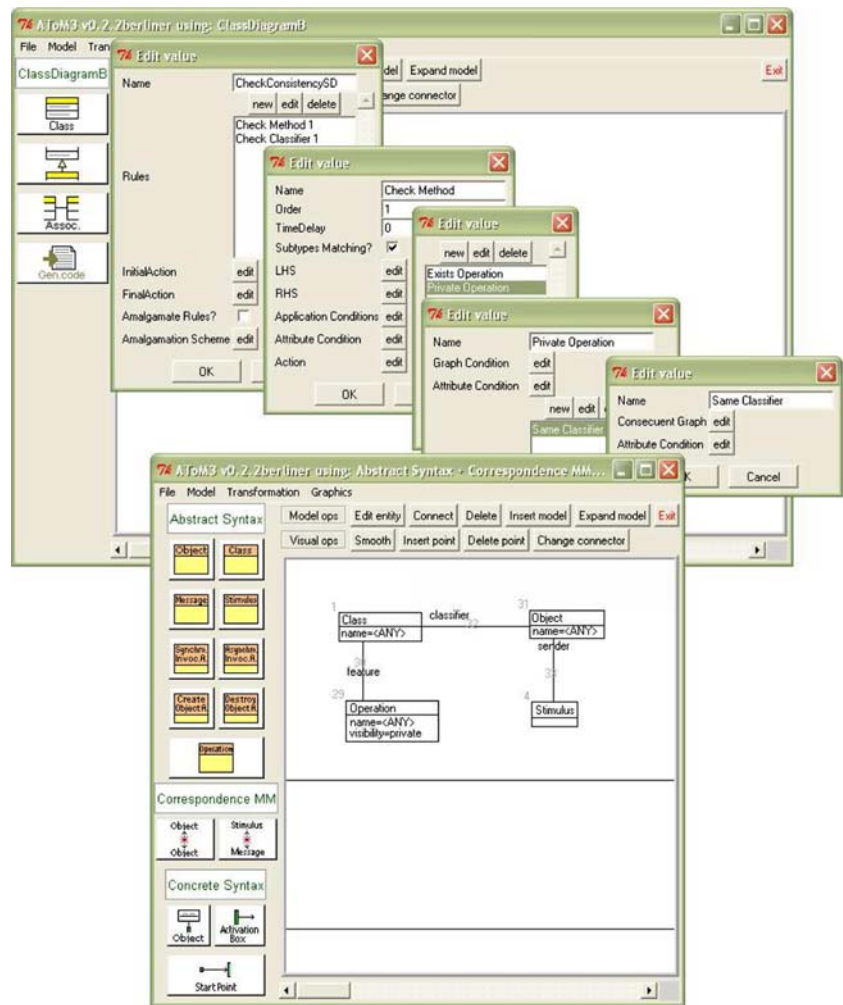 AToM3 v0.2.2berliner using: ClassDiagramB
File Model Tran
ClassDiagramB
Class
Assoc.
Gen.code
del Expand model
Exit
ange connector
Edit value
Name CheckConsistencySD
new edit delete
Rules
Check Method 1
Check Classifier 1
InitialAction edit
FinalAction edit
Amalgamate Rules?
Amalgamation Scheme edit
OK
Edit value
Name Check Method
Order 1
TimeDelay 0
Subtypes Matching?
LHS edit
RHS edit
Application Conditions edit
Attribute Condition edit
Action edit
OK
Edit value
new edit delete
Exists Operation
Private Operation
Edit value
Name Private Operation
Graph Condition edit
Attribute Condition edit
new edit
Same Classifier
Edit value
Name Same Classifier
Consecuent Graph edit
Attribute Condition edit
K Cancel
AToM3 v0.2.2berliner using: Abstract Syntax + Correspondence MM...
File Model Transformation Graphics
Abstract Syntax
Model ops Edit entity Connect Delete Insert model Expand model Exit
Visual ops Smooth Insert point Delete point Change connector
Object Class
Message Stimulus
Synchr. Asynchr.
Invoc.A. Invoc.A.
Create Destroy
Object A. Object A.
Operation
Correspondence MM
Object Stimulus
Object Message
Concrete Syntax
Object Activation
Box
Start Point
1
Class
name=<ANY>
classifier
32
31
Object
name=<ANY>
sender
30
feature
33
29
Operation
name=<ANY>
visibility=private
4
Stimulus